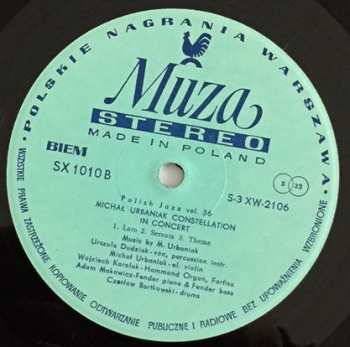 · POLSKIE NAGRANIA WARSZAWA ·
Muza
STEREO
MADE IN POLAND
BIEM
SX 1010 B
S-3 XW-2106
S 33
Polish Jazz vol. 36
MICHAŁ URBANIAK CONSTELLATION
IN CONCERT
1. Lato 2. Seresta 3. Theme
Music by M. Urbaniak
Urszula Dudziak-voc, percussion instr.
Michał Urbaniak-el. violin
Wojciech Karolak-Hammond Organ, Farfisa
Adam Makowicz-Fender piano & Fender bass
Czesław Bartkowski-drums
WSZYSTKIE PRAWA ZASTRZEŻONE KOPIOWANIE ODTWARZANIE PUBLICZNE I RADIOWE BEZ UPOWAŻNIENIA WZBRONIONE